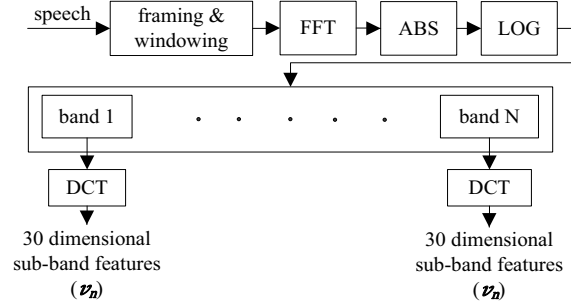 speech
framing &
windowing
FFT
ABS
LOG
band 1
band N
DCT
DCT
30 dimensional
sub-band features
(vₙ)
30 dimensional
sub-band features
(vₙ)